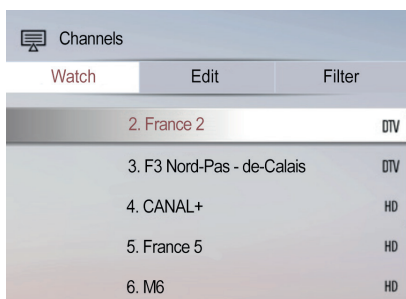 Channels
Watch Edit Filter
2. France 2 DTV
3. F3 Nord-Pas - de-Calais DTV
4. CANAL+ HD
5. France 5 HD
6. M6 HD